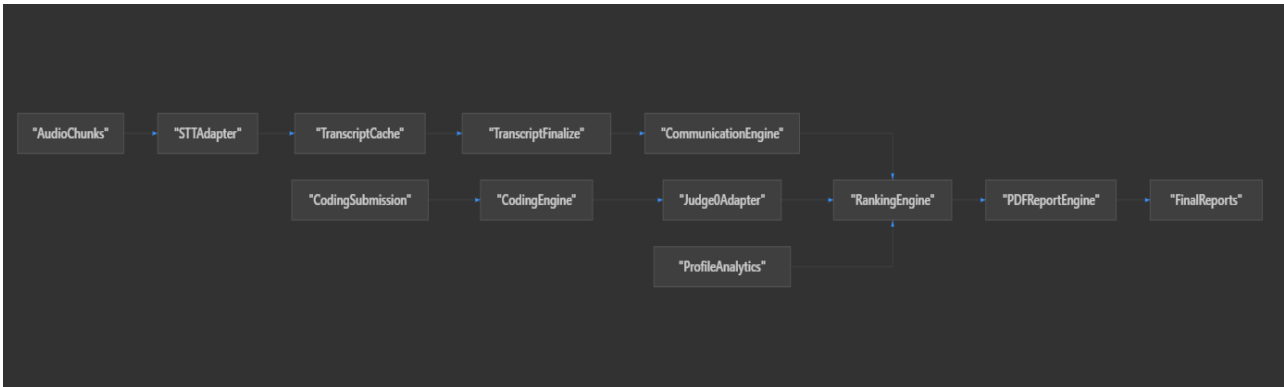 "AudioChunks"
"STTAdapter"
"TranscriptCache"
"TranscriptFinalize"
"CommunicationEngine"
"CodingSubmission"
"CodingEngine"
"Judge0Adapter"
"RankingEngine"
"PDFReportEngine"
"FinalReports"
"ProfileAnalytics"